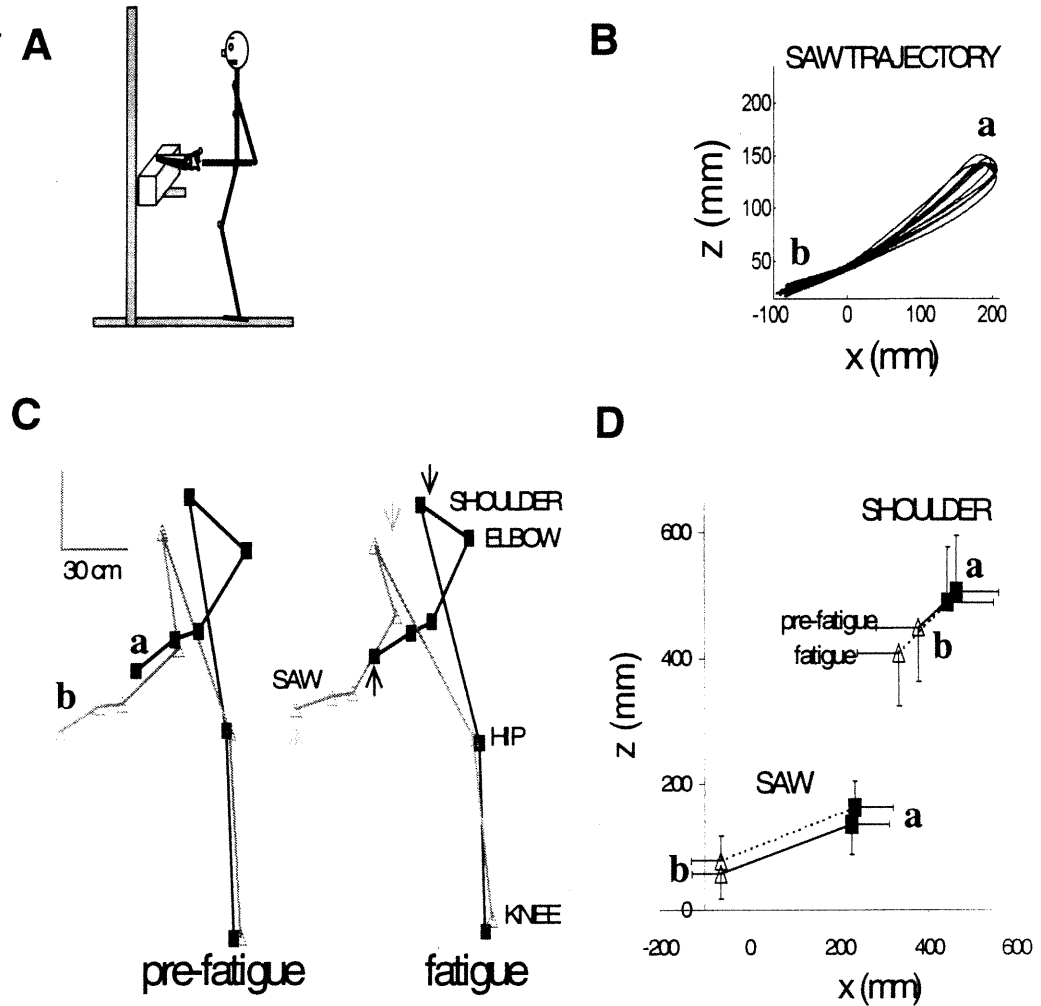 A
B
SAW TRAJECTORY
200
150
100
50
z (mm)
a
b
-100 0 100 200
x (mm)
C
30 cm
a
b
pre-fatigue
SHOULDER
ELBOW
SAW
HIP
KNEE
fatigue
D
SHOULDER
600
400
200
0
z (mm)
a
pre-fatigue
fatigue
b
SAW
a
b
-200 0 200 400 600
x (mm)